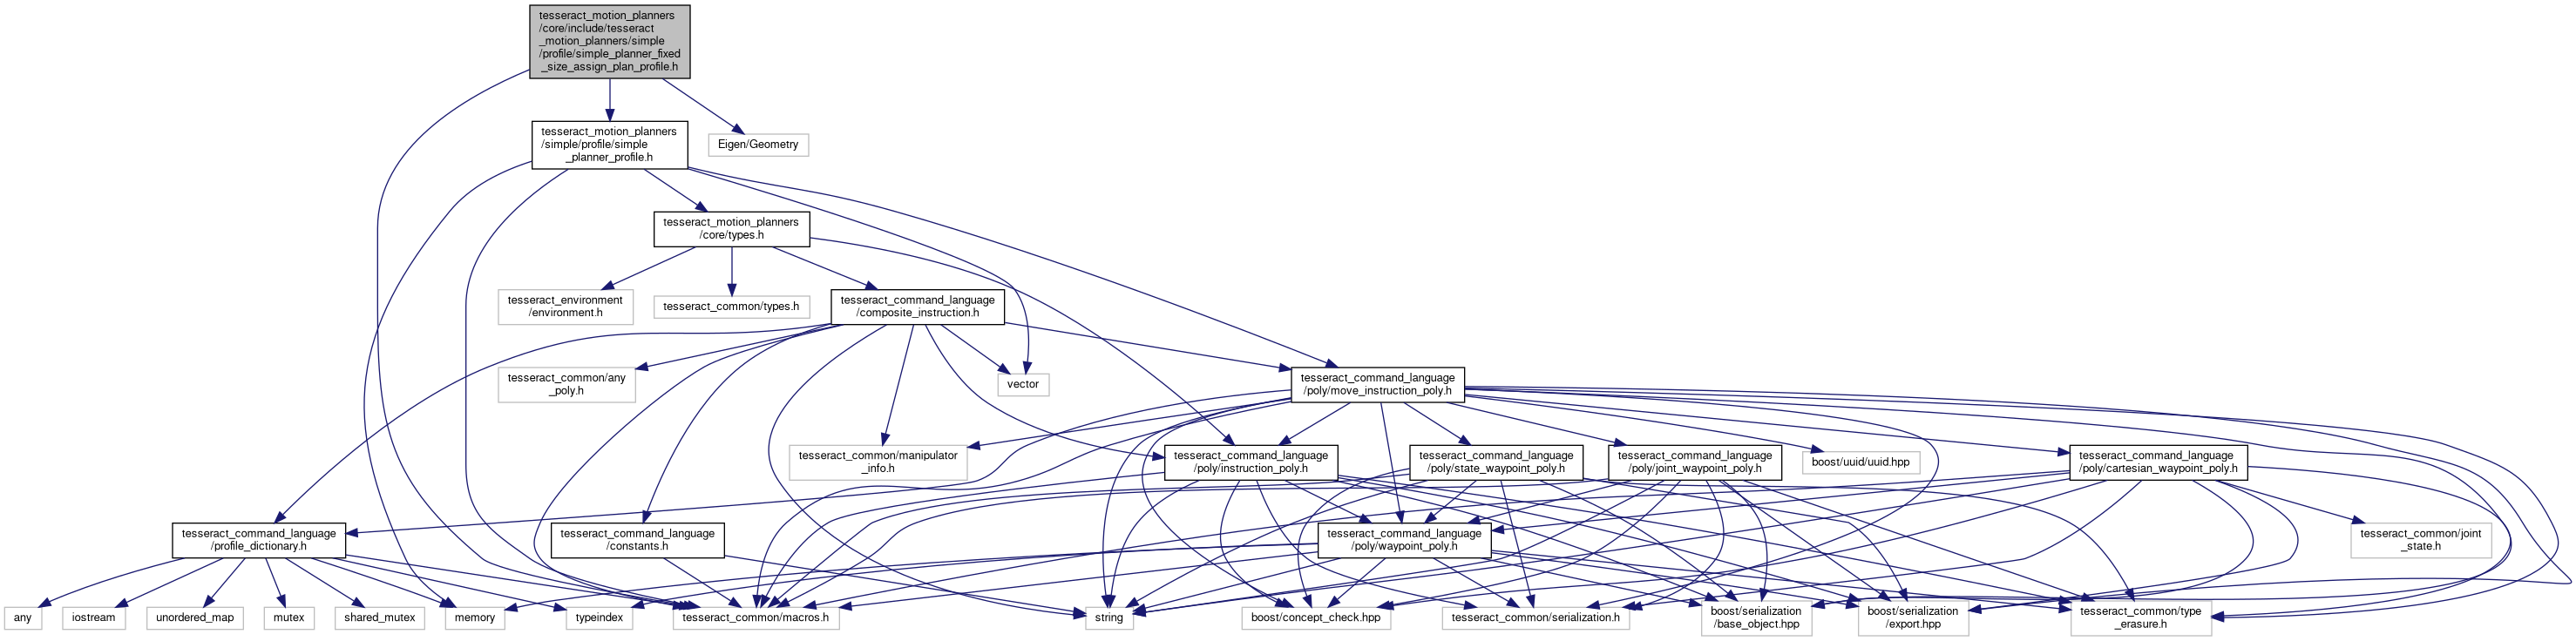 tesseract_motion_planners
/core/include/tesseract
_motion_planners/simple
/profile/simple_planner_fixed
_size_assign_plan_profile.h
tesseract_motion_planners
/simple/profile/simple
_planner_profile.h
Eigen/Geometry
tesseract_motion_planners
/core/types.h
tesseract_environment
/environment.h
tesseract_common/types.h
tesseract_command_language
/composite_instruction.h
tesseract_common/any
_poly.h
vector
tesseract_command_language
/poly/move_instruction_poly.h
tesseract_common/manipulator
_info.h
tesseract_command_language
/poly/instruction_poly.h
tesseract_command_language
/poly/state_waypoint_poly.h
tesseract_command_language
/poly/joint_waypoint_poly.h
boost/uuid/uuid.hpp
tesseract_command_language
/poly/cartesian_waypoint_poly.h
tesseract_command_language
/profile_dictionary.h
tesseract_command_language
/constants.h
tesseract_command_language
/poly/waypoint_poly.h
tesseract_common/joint
_state.h
any
iostream
unordered_map
mutex
shared_mutex
memory
typeindex
tesseract_common/macros.h
string
boost/concept_check.hpp
tesseract_common/serialization.h
boost/serialization
/base_object.hpp
boost/serialization
/export.hpp
tesseract_common/type
_erasure.h